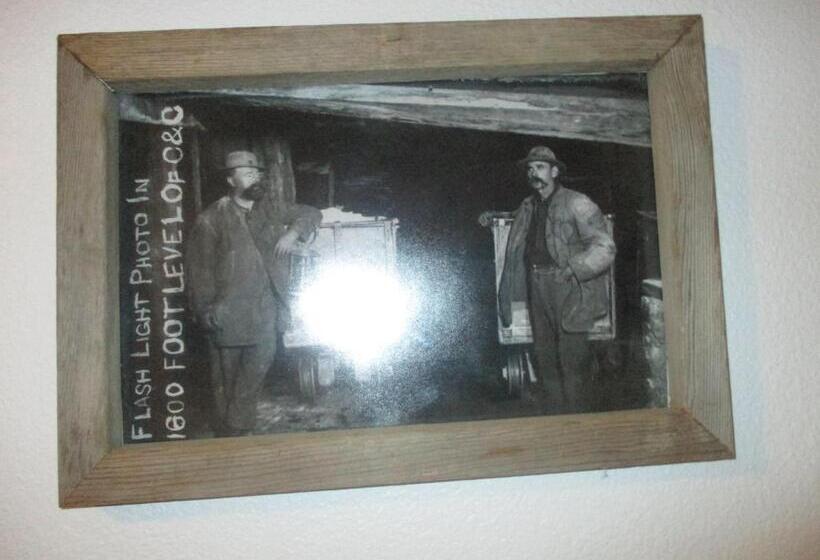 FLASH LIGHT PHOTO IN
1600 FOOT LEVEL OF C&C